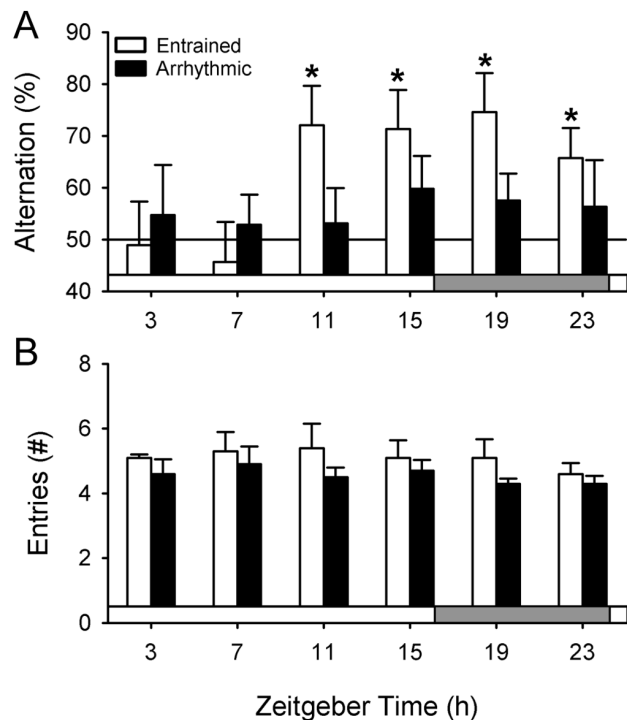 A
Alternation (%)
90
80
70
60
50
40
Entrained
Arrhythmic
* * * *
3 7 11 15 19 23
B
Entries (#)
8
6
4
2
0
3 7 11 15 19 23
Zeitgeber Time (h)